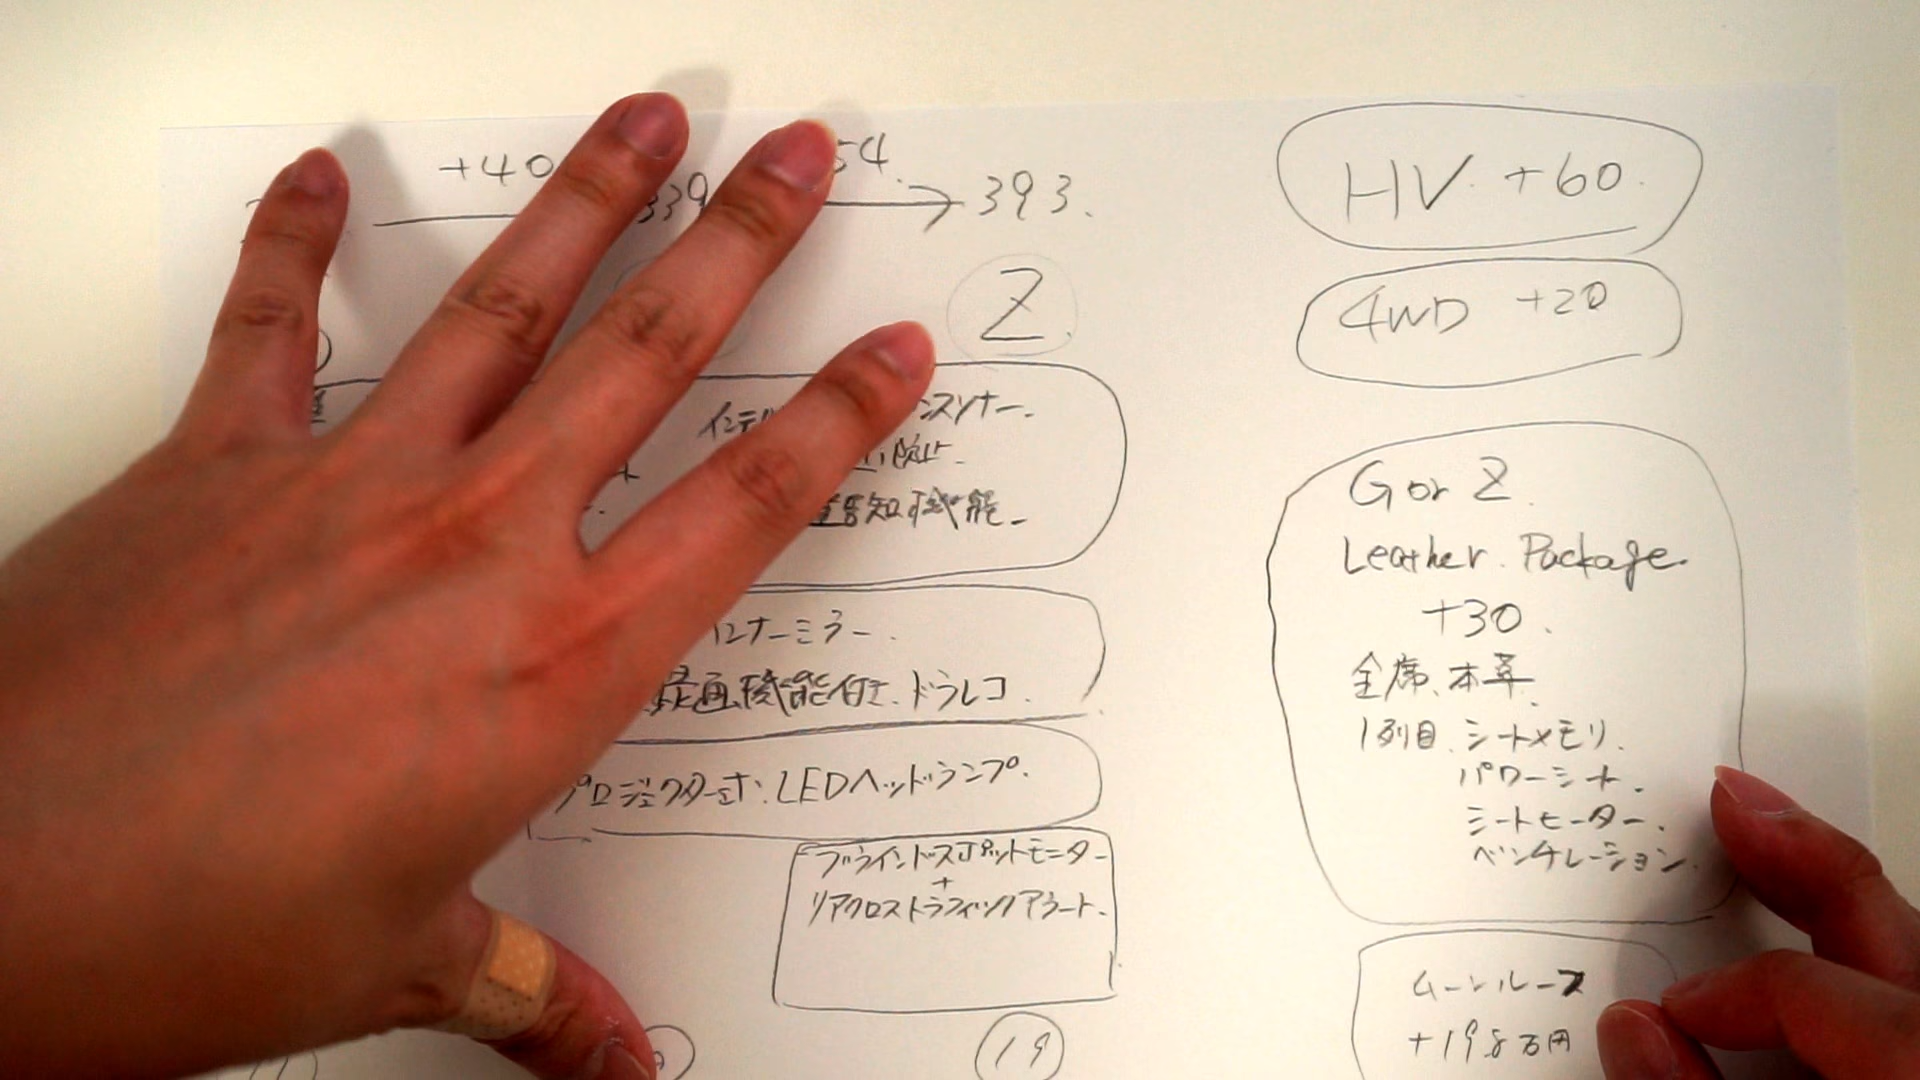 +40
54.
339
393.
Z
ンスソナー.
防止.
告知機能.
インナーミラー.
録画機能付き.ドラレコ.
プロジェクター式.LEDヘッドランプ.
ブラインドスポットモニター
+
リアクロストラフィックアラート.
19
HV +60.
4WD +20
G or Z.
Leather. Package.
+30.
全席、本革.
1列目.シートメモリ.
パワーシート.
シートヒーター.
ベンチレーション.
ムーンルーフ
万円